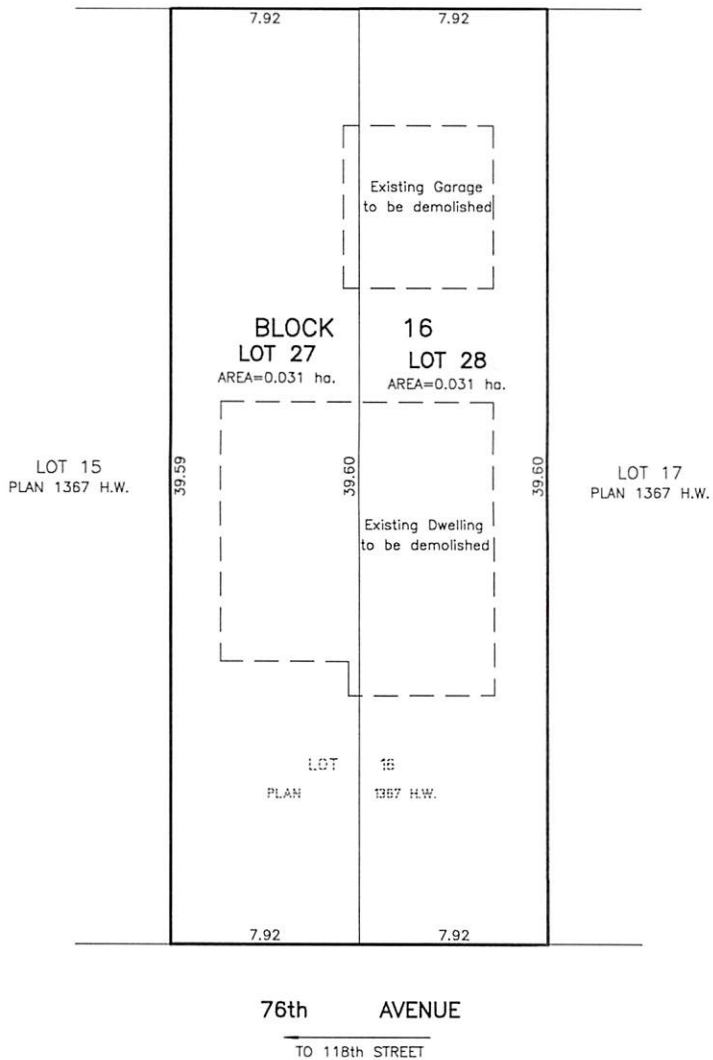 7.92 7.92
Existing Garage
to be demolished
BLOCK 16
LOT 27
AREA=0.031 ha.
LOT 28
AREA=0.031 ha.
LOT 15
PLAN 1367 H.W.
39.59
39.60
39.60
LOT 17
PLAN 1367 H.W.
Existing Dwelling
to be demolished
LOT 16
PLAN 1367 H.W.
7.92 7.92
76th AVENUE
TO 118th STREET